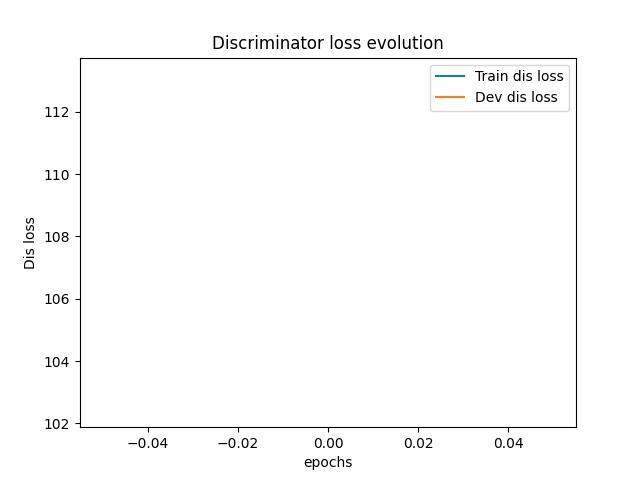 Discriminator loss evolution
Train dis loss
Dev dis loss
112
110
108
106
104
102
Dis loss
−0.04 −0.02 0.00 0.02 0.04
epochs